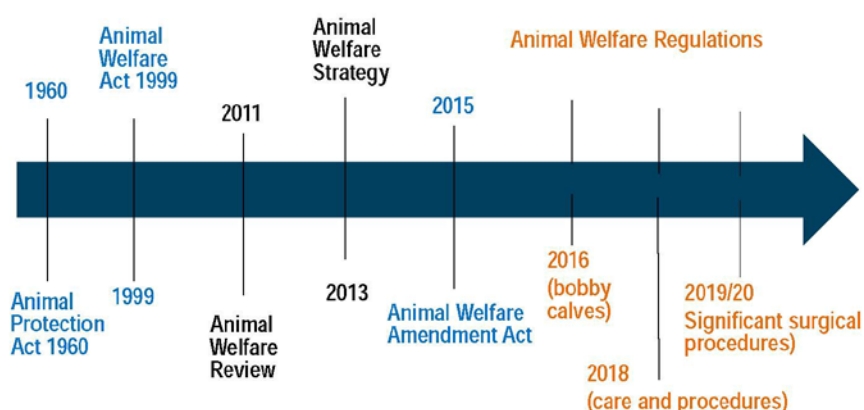 1960
Animal
Protection
Act 1960
Animal
Welfare
Act 1999
1999
2011
Animal
Welfare
Review
Animal
Welfare
Strategy
2013
2015
Animal Welfare
Amendment Act
Animal Welfare Regulations
2016
(bobby
calves)
2018
(care and procedures)
2019/20
Significant surgical
procedures)